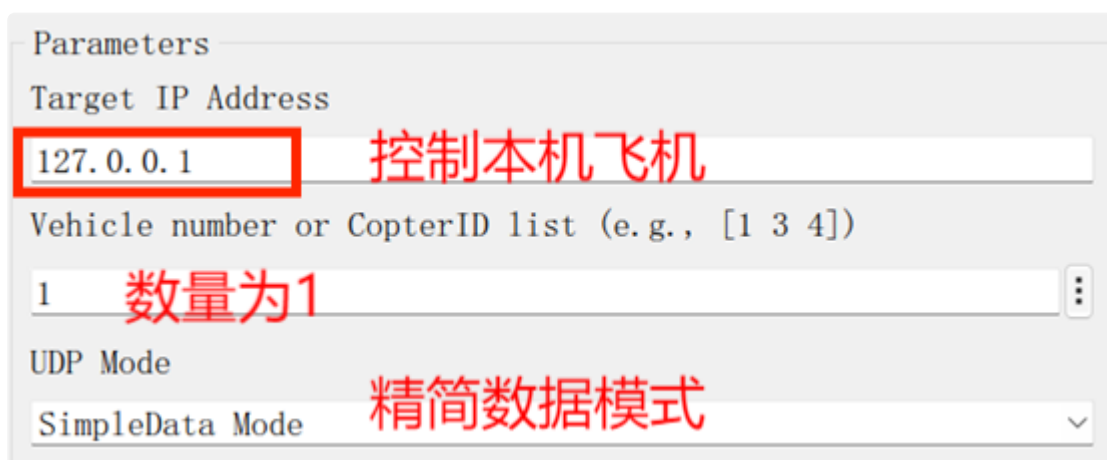 Parameters
Target IP Address
127.0.0.1 控制本机飞机
Vehicle number or CopterID list (e.g., [1 3 4])
1 数量为1
UDP Mode
SimpleData Mode 精简数据模式